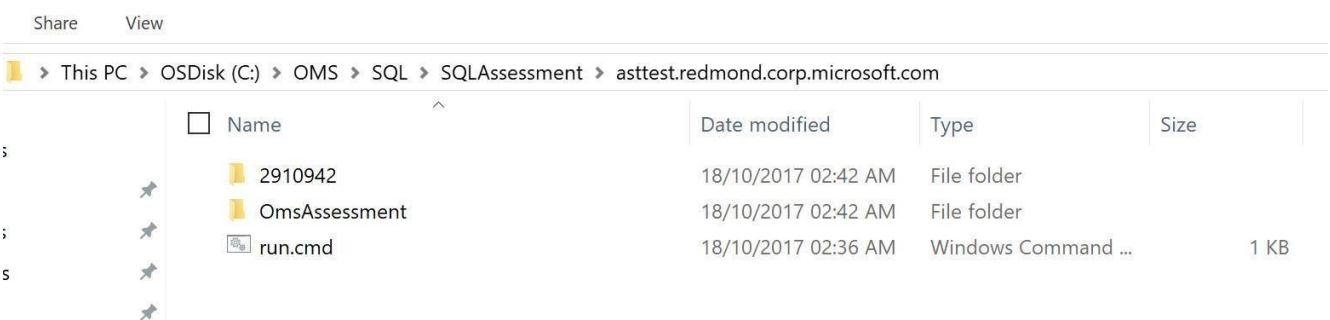 Share View
This PC > OSDisk (C:) > OMS > SQL > SQLAssessment > asttest.redmond.corp.microsoft.com
Name Date modified Type Size
2910942 18/10/2017 02:42 AM File folder
OmsAssessment 18/10/2017 02:42 AM File folder
run.cmd 18/10/2017 02:36 AM Windows Command ... 1 KB